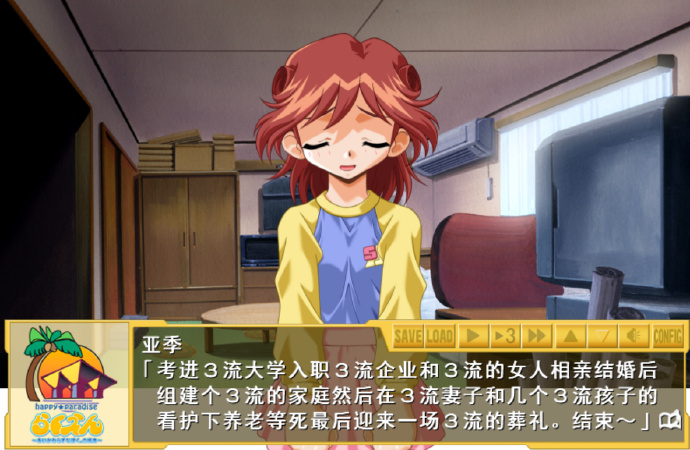 SAVE LOAD ▶3 CONFIG
亚季
「考进３流大学入职３流企业和３流的女人相亲结婚后
组建个３流的家庭然后在３流妻子和几个３流孩子的
看护下养老等死最后迎来一场３流的葬礼。结束～」
happy★paradise
らくえん